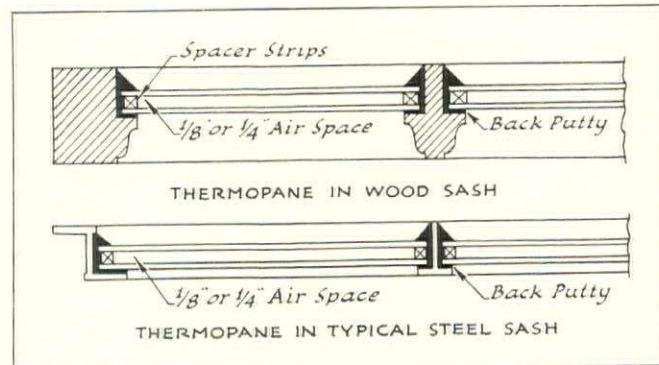 Spacer Strips
1/8" or 1/4" Air Space
Back Putty
THERMOPANE IN WOOD SASH
1/8" or 1/4" Air Space
Back Putty
THERMOPANE IN TYPICAL STEEL SASH